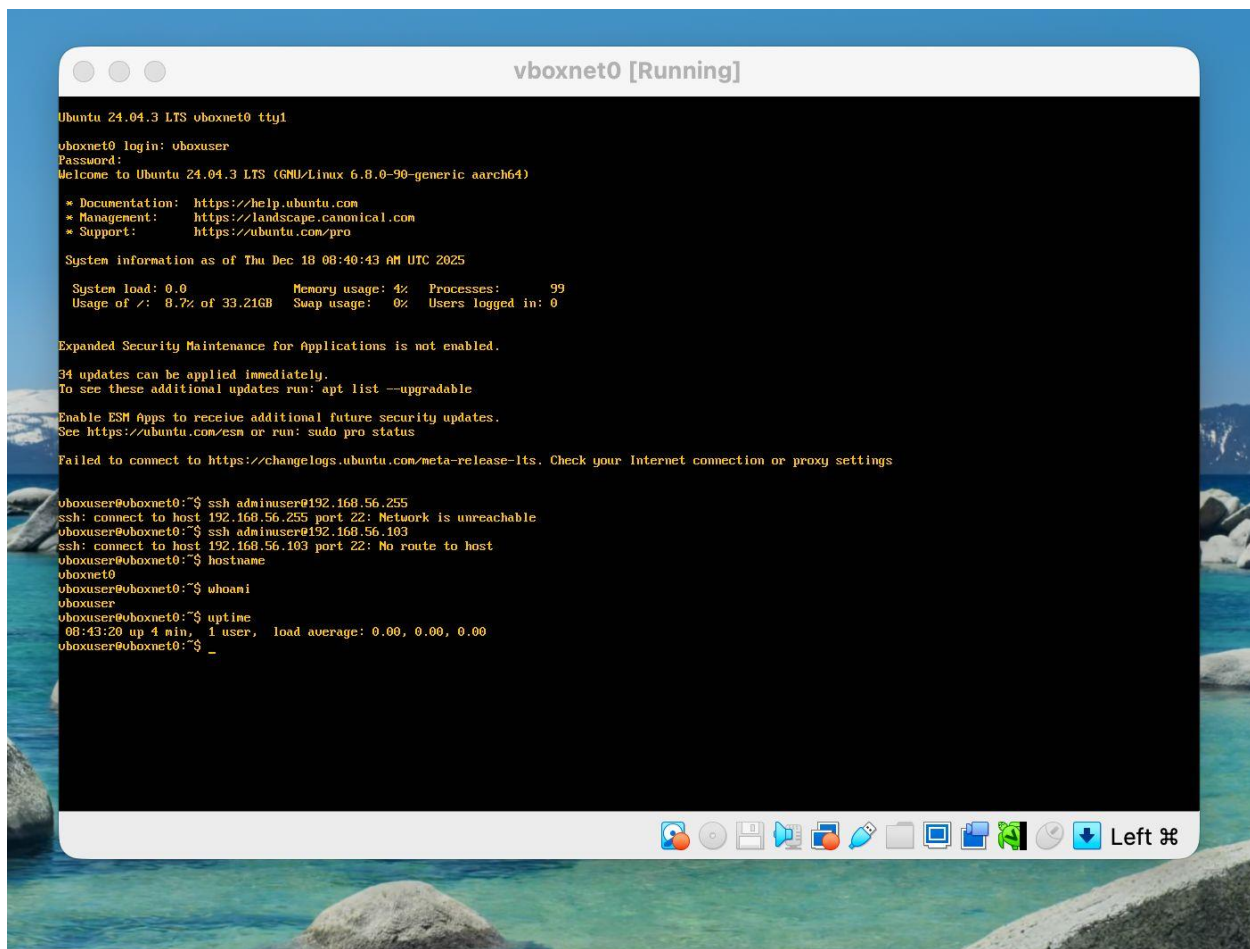 vboxnet0 [Running]
Ubuntu 24.04.3 LTS vboxnet0 tty1
vboxnet0 login: vboxuser
Password:
Welcome to Ubuntu 24.04.3 LTS (GNU/Linux 6.8.0-90-generic aarch64)
* Documentation: https://help.ubuntu.com
* Management: https://landscape.canonical.com
* Support: https://ubuntu.com/pro
System information as of Thu Dec 18 08:40:43 AM UTC 2025
System load: 0.0 Memory usage: 4% Processes: 99
Usage of /: 8.7% of 33.21GB Swap usage: 0% Users logged in: 0
Expanded Security Maintenance for Applications is not enabled.
34 updates can be applied immediately.
To see these additional updates run: apt list --upgradable
Enable ESM Apps to receive additional future security updates.
See https://ubuntu.com/esm or run: sudo pro status
Failed to connect to https://changelogs.ubuntu.com/meta-release-lts. Check your Internet connection or proxy settings
vboxuser@vboxnet0:~$ ssh adminuser@192.168.56.255
ssh: connect to host 192.168.56.255 port 22: Network is unreachable
vboxuser@vboxnet0:~$ ssh adminuser@192.168.56.103
ssh: connect to host 192.168.56.103 port 22: No route to host
vboxuser@vboxnet0:~$ hostname
vboxnet0
vboxuser@vboxnet0:~$ whoami
vboxuser
vboxuser@vboxnet0:~$ uptime
08:43:20 up 4 min, 1 user, load average: 0.00, 0.00, 0.00
vboxuser@vboxnet0:~$ _
Left ⌘